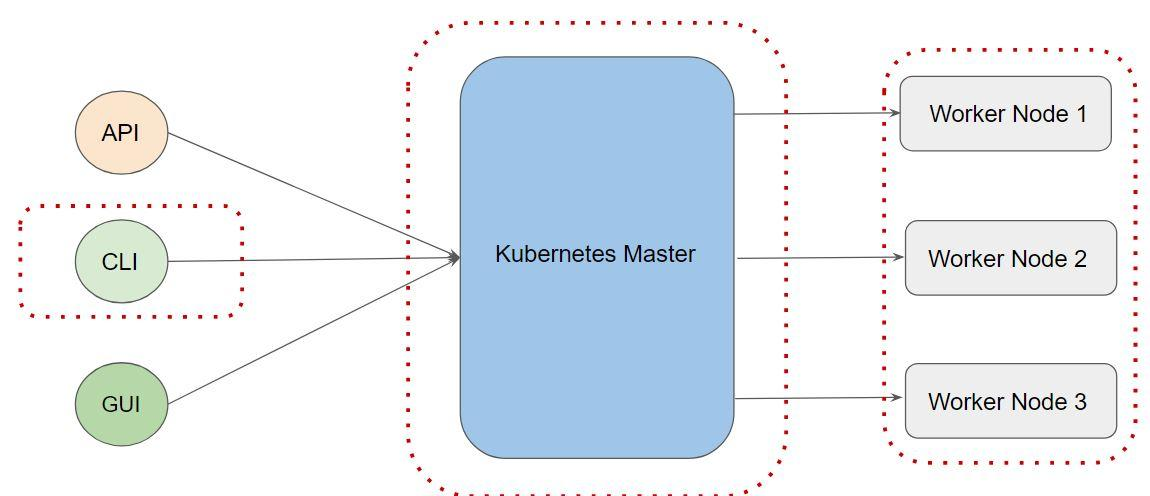 API
CLI
GUI
Kubernetes Master
Worker Node 1
Worker Node 2
Worker Node 3